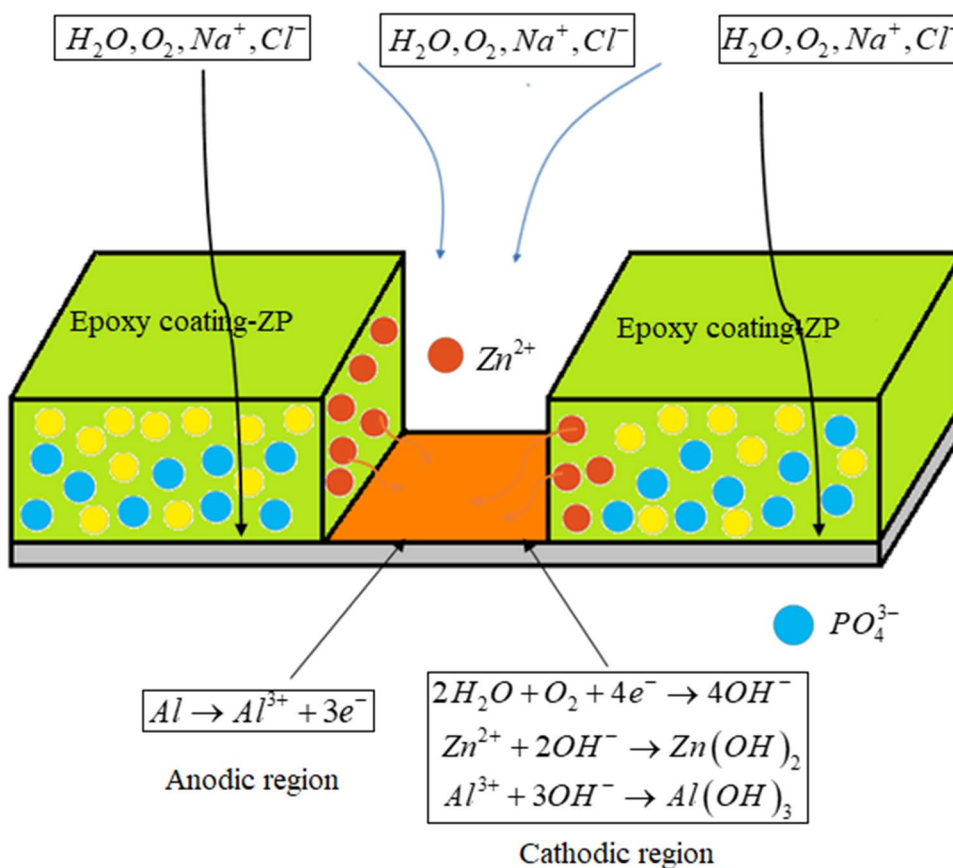 H₂O, O₂, Na⁺, Cl⁻
H₂O, O₂, Na⁺, Cl⁻
H₂O, O₂, Na⁺, Cl⁻
Epoxy coating-ZP
Epoxy coating-ZP
Zn²⁺
PO₄³⁻
Al → Al³⁺ + 3e⁻
Anodic region
2H₂O + O₂ + 4e⁻ → 4OH⁻
Zn²⁺ + 2OH⁻ → Zn(OH)₂
Al³⁺ + 3OH⁻ → Al(OH)₃
Cathodic region